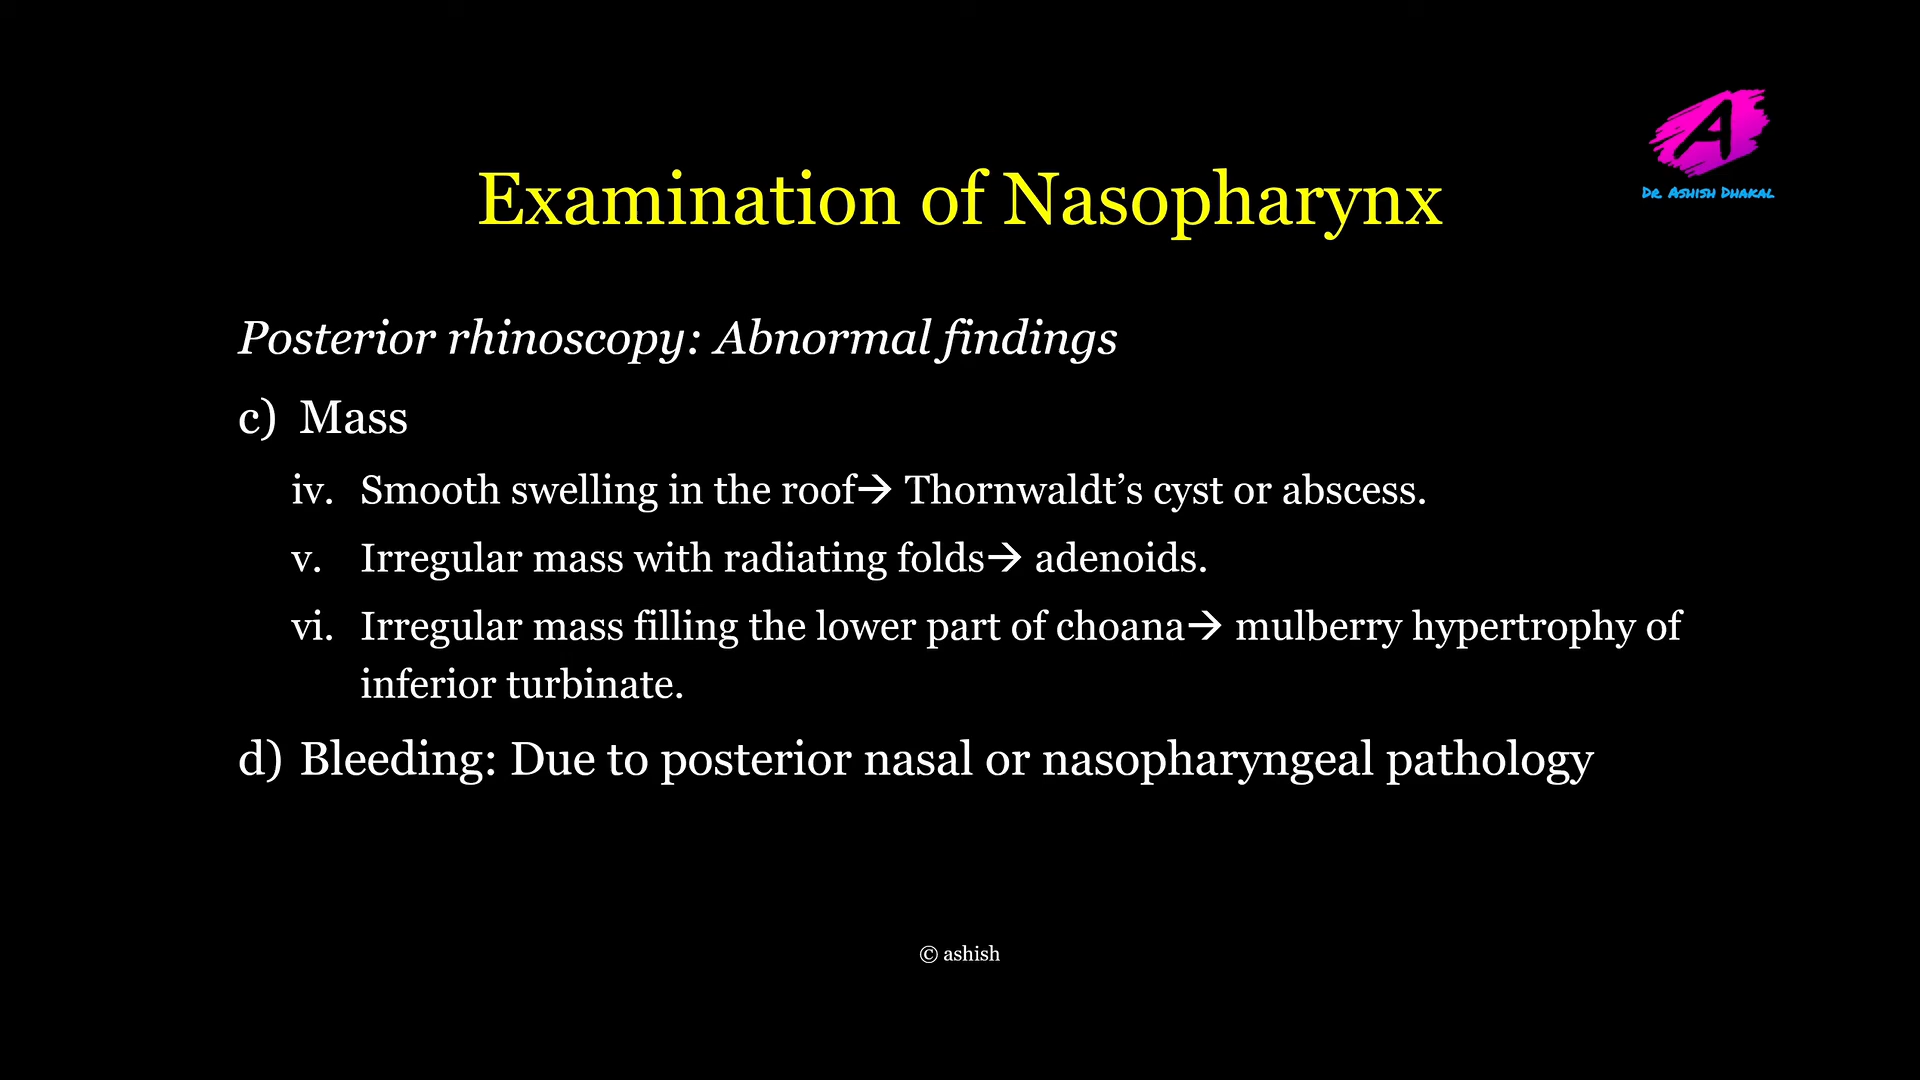 A
Dr. Ashish Dhakal
Examination of Nasopharynx
Posterior rhinoscopy: Abnormal findings
c) Mass
iv. Smooth swelling in the roof→ Thornwaldt’s cyst or abscess.
v. Irregular mass with radiating folds→ adenoids.
vi. Irregular mass filling the lower part of choana→ mulberry hypertrophy of
inferior turbinate.
d) Bleeding: Due to posterior nasal or nasopharyngeal pathology
© ashish